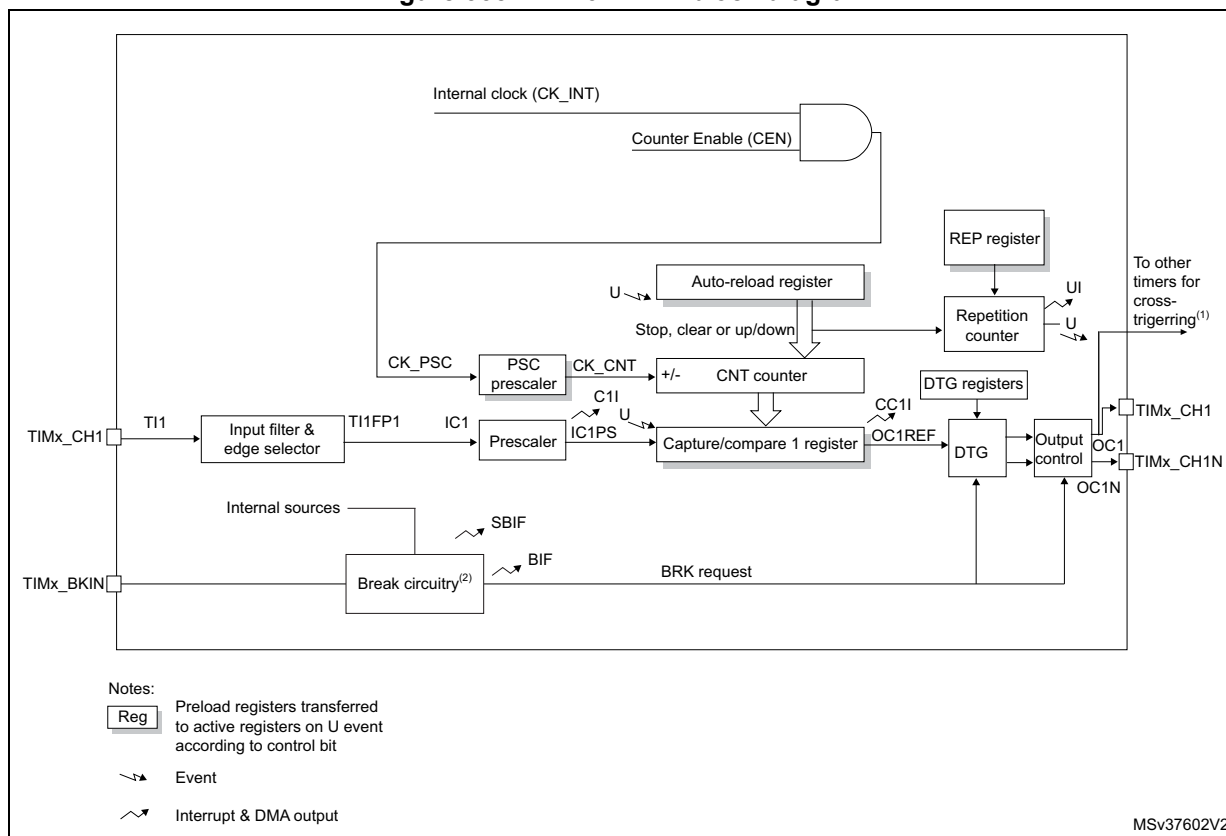 Internal clock (CK_INT)
Counter Enable (CEN)
REP register
To other
timers for
cross-
trigerring(1)
Auto-reload register
U
UI
Stop, clear or up/down
Repetition
counter
U
CK_PSC
PSC
prescaler
CK_CNT
+/-
CNT counter
DTG registers
TIMx_CH1
TI1
Input filter &
edge selector
TI1FP1
IC1
Prescaler
C1I
IC1PS
U
Capture/compare 1 register
CC1I
OC1REF
DTG
Output
control
OC1
TIMx_CH1
TIMx_CH1N
OC1N
Internal sources
SBIF
BIF
TIMx_BKIN
Break circuitry(2)
BRK request
Notes:
Reg
Preload registers transferred
to active registers on U event
according to control bit
Event
Interrupt & DMA output
MSv37602V2